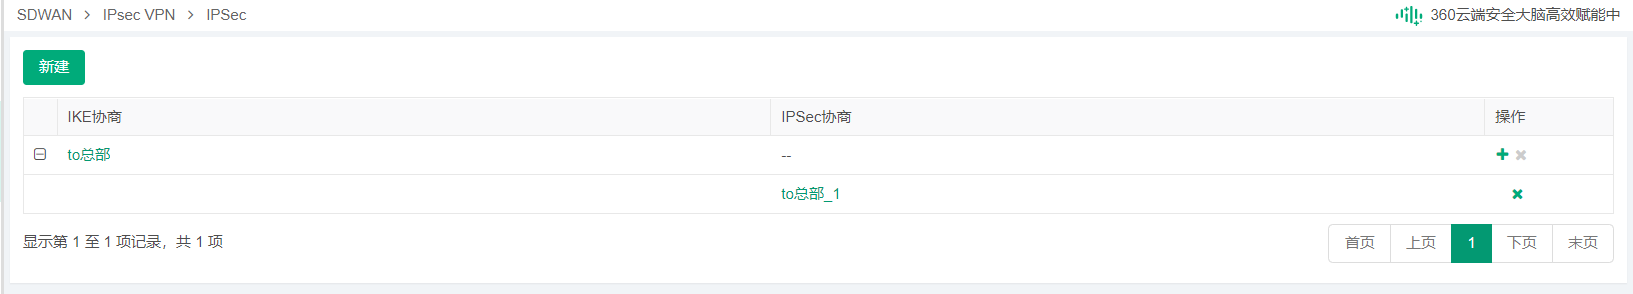 SDWAN > IPsec VPN > IPSec
360云端安全大脑高效赋能中
新建
IKE协商 IPSec协商 操作
to总部 --
to总部_1
显示第 1 至 1 项记录，共 1 项
首页 上页 1 下页 末页